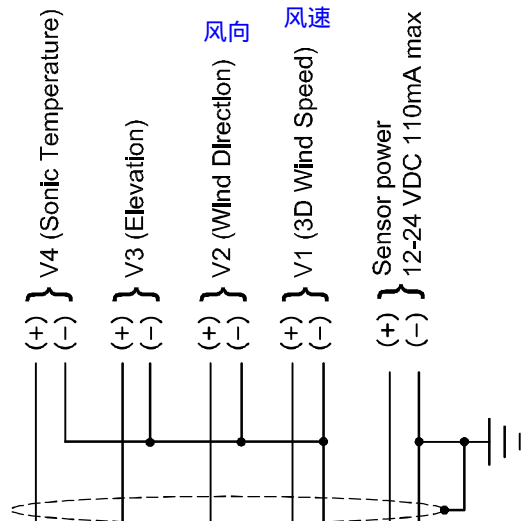 V4 (Sonic Temperature)
(+)
(-)
V3 (Elevation)
(+)
(-)
风向
V2 (Wind Direction)
(+)
(-)
风速
V1 (3D Wind Speed)
(+)
(-)
Sensor power
12-24 VDC 110mA max
(+)
(-)